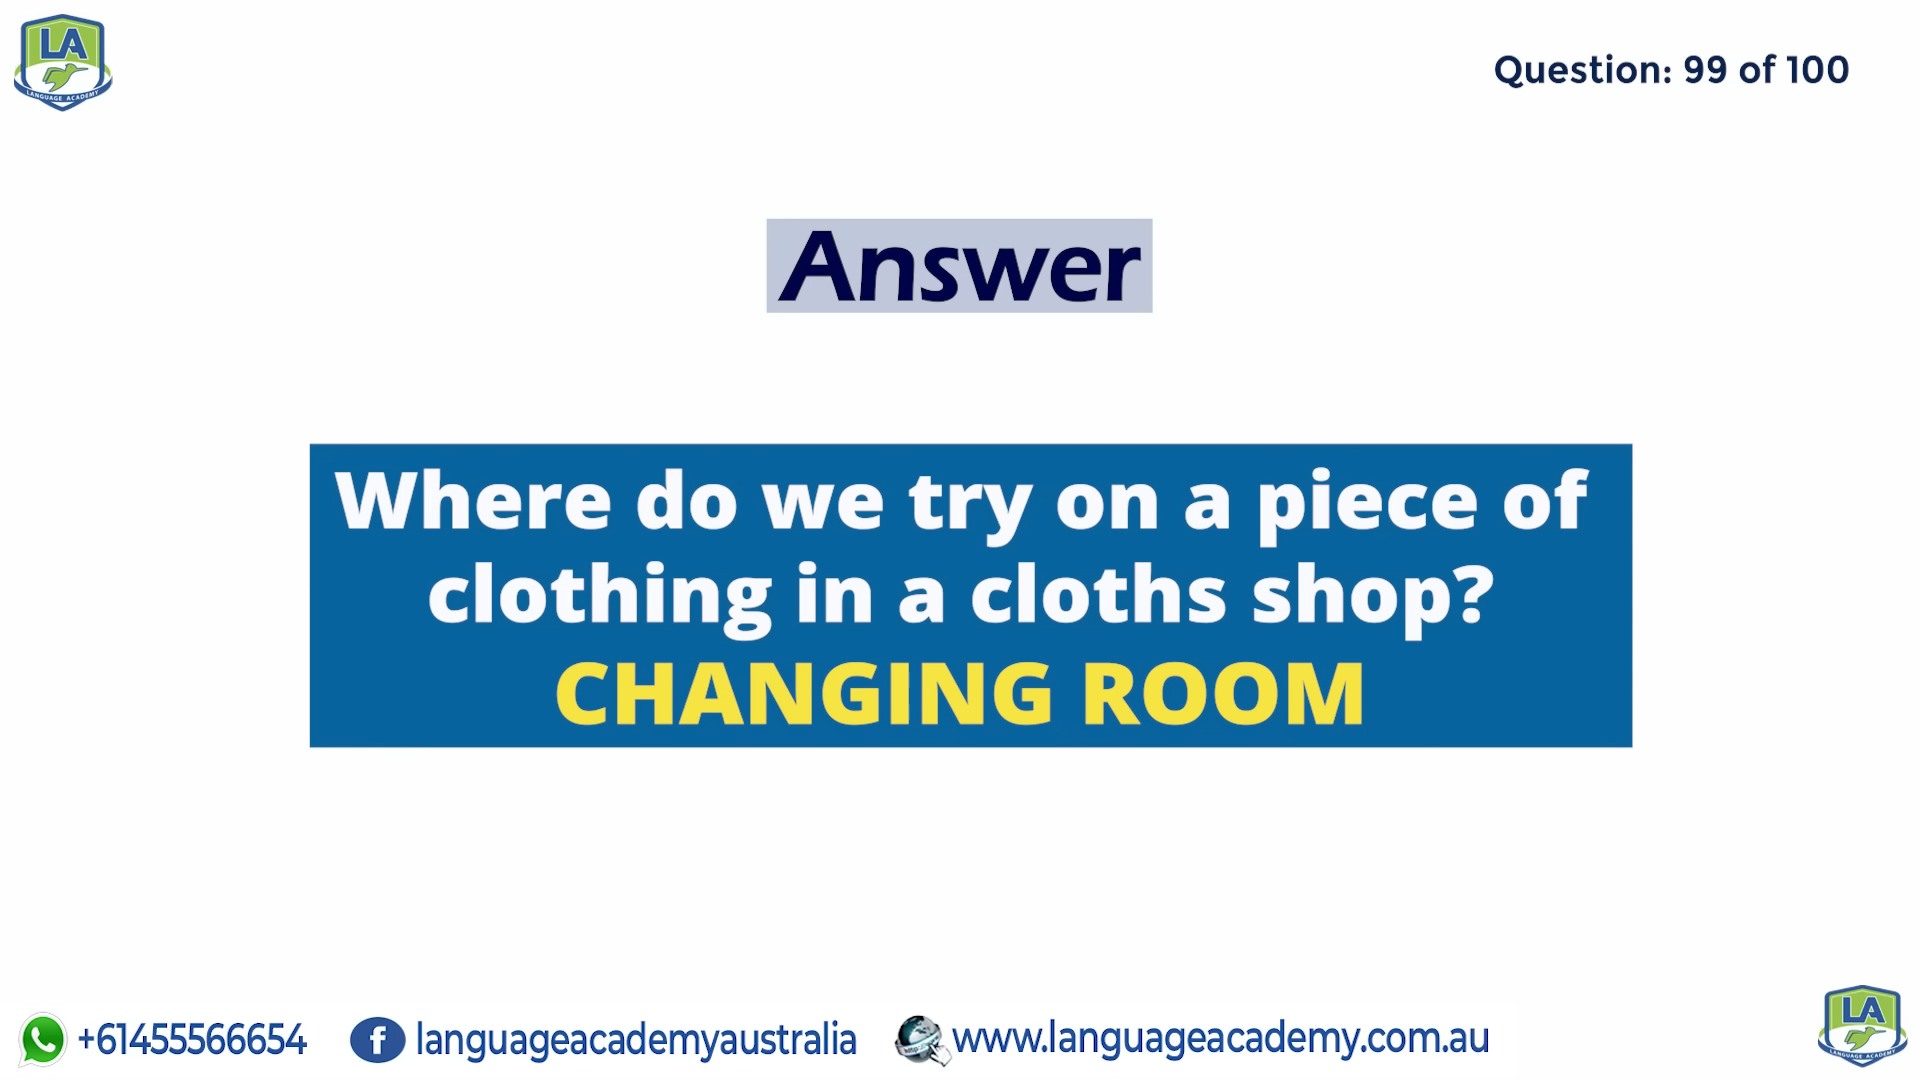 LA
LANGUAGE ACADEMY
Question: 99 of 100
Answer
Where do we try on a piece of
clothing in a cloths shop?
CHANGING ROOM
+61455566654
languageacademyaustralia
www.languageacademy.com.au
LA
LANGUAGE ACADEMY